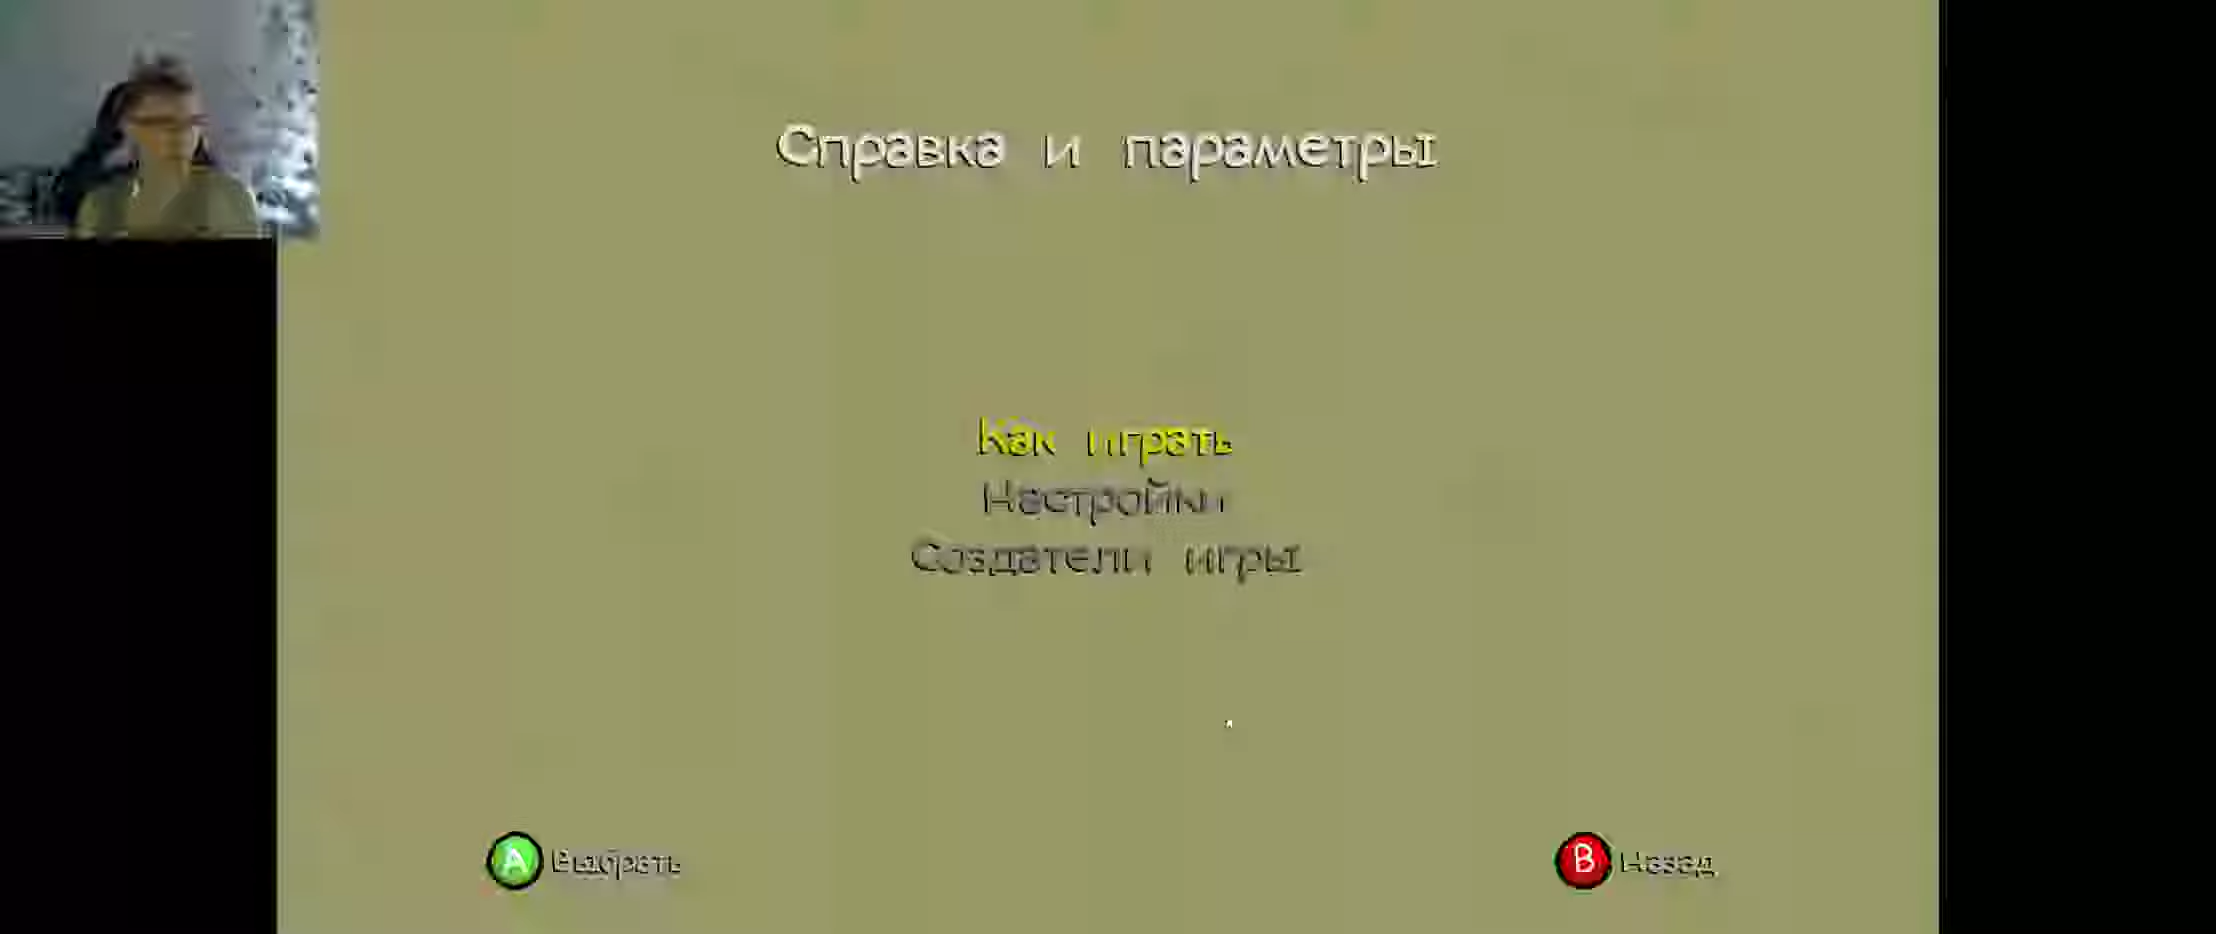 Справка и параметры
Как играть
Настройки
Создатели игры
A Выбрать
B Назад